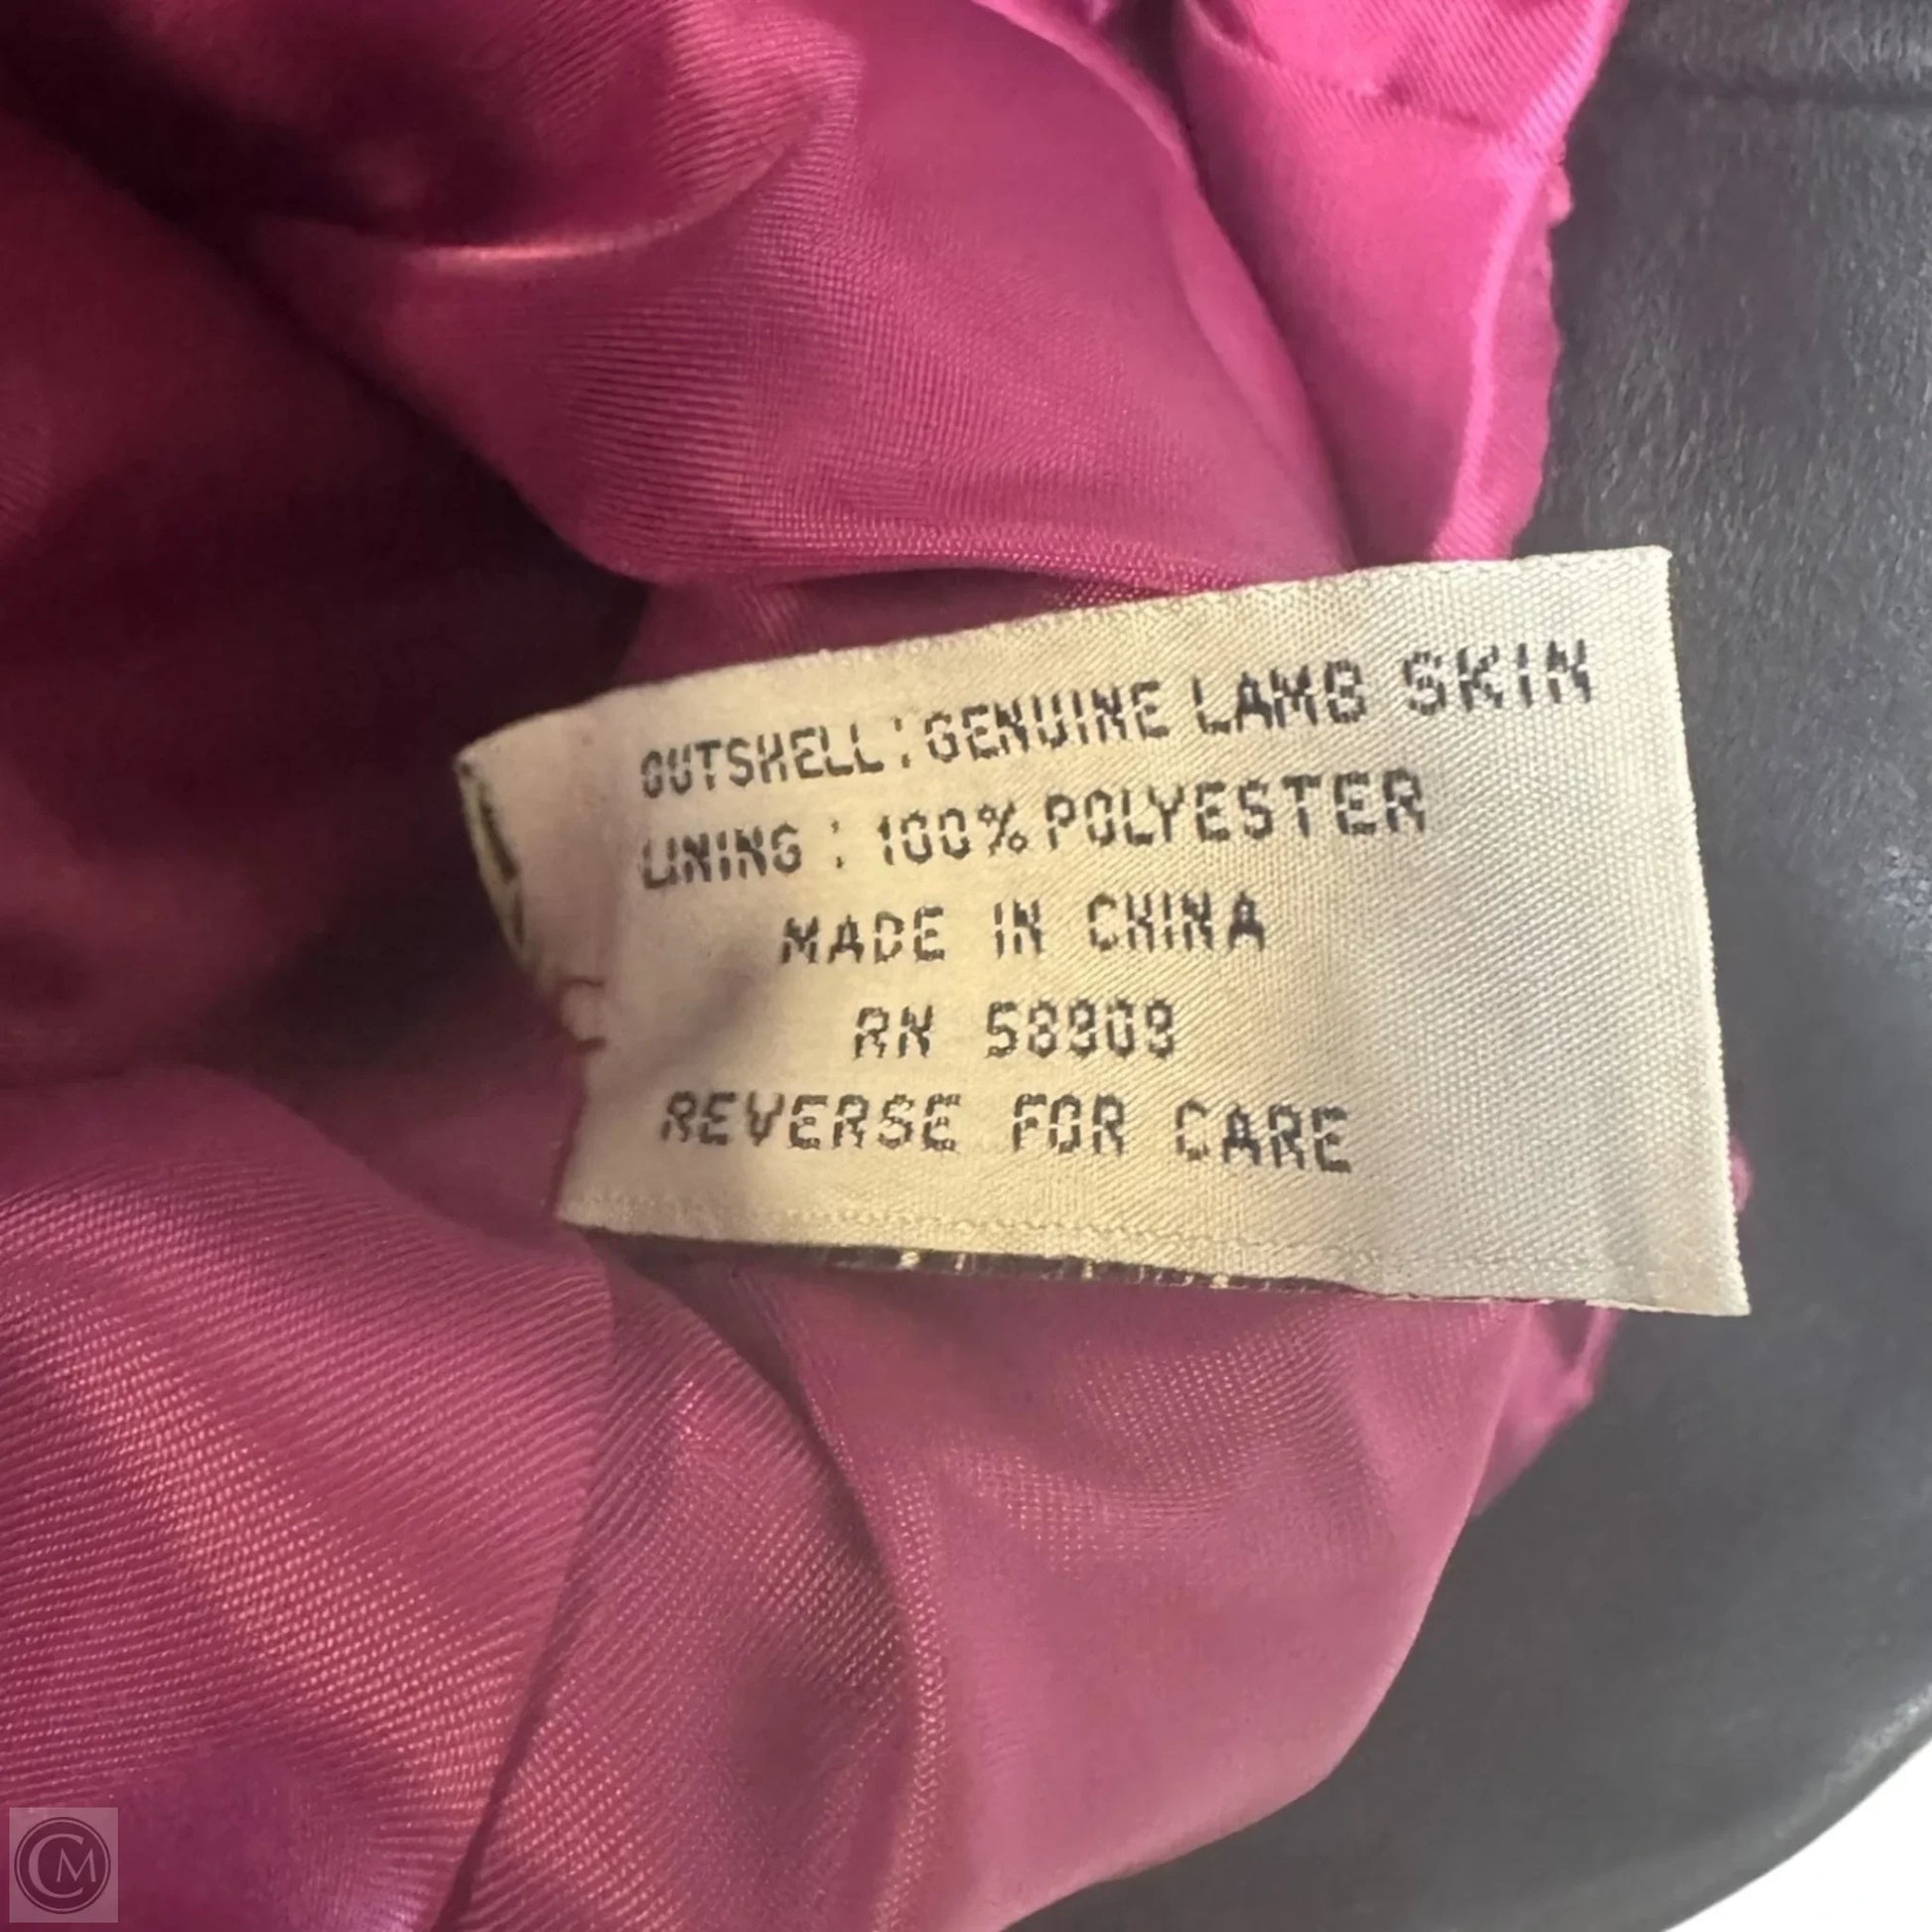 OUTSHELL : GENUINE LAMB SKIN
LINING : 100% POLYESTER
MADE IN CHINA
RN 58909
REVERSE FOR CARE
CM